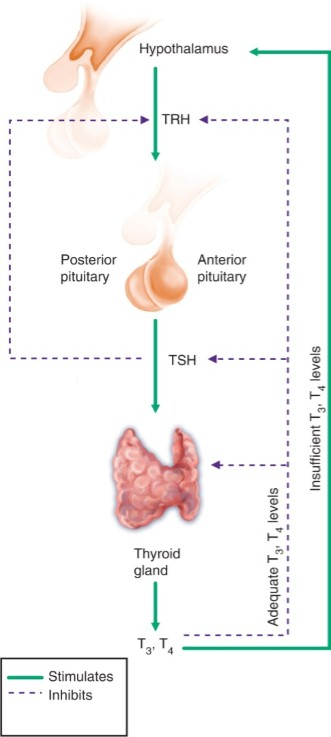 Hypothalamus
TRH
Posterior
pituitary
Anterior
pituitary
TSH
Insufficient T3, T4 levels
Adequate T3, T4 levels
Thyroid
gland
T3, T4
Stimulates
Inhibits